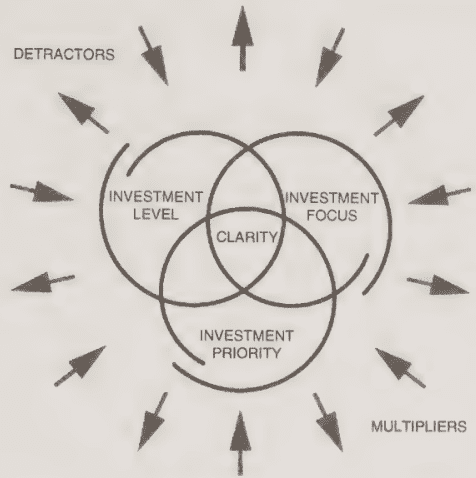 DETRACTORS
INVESTMENT
LEVEL
INVESTMENT
FOCUS
CLARITY
INVESTMENT
PRIORITY
MULTIPLIERS